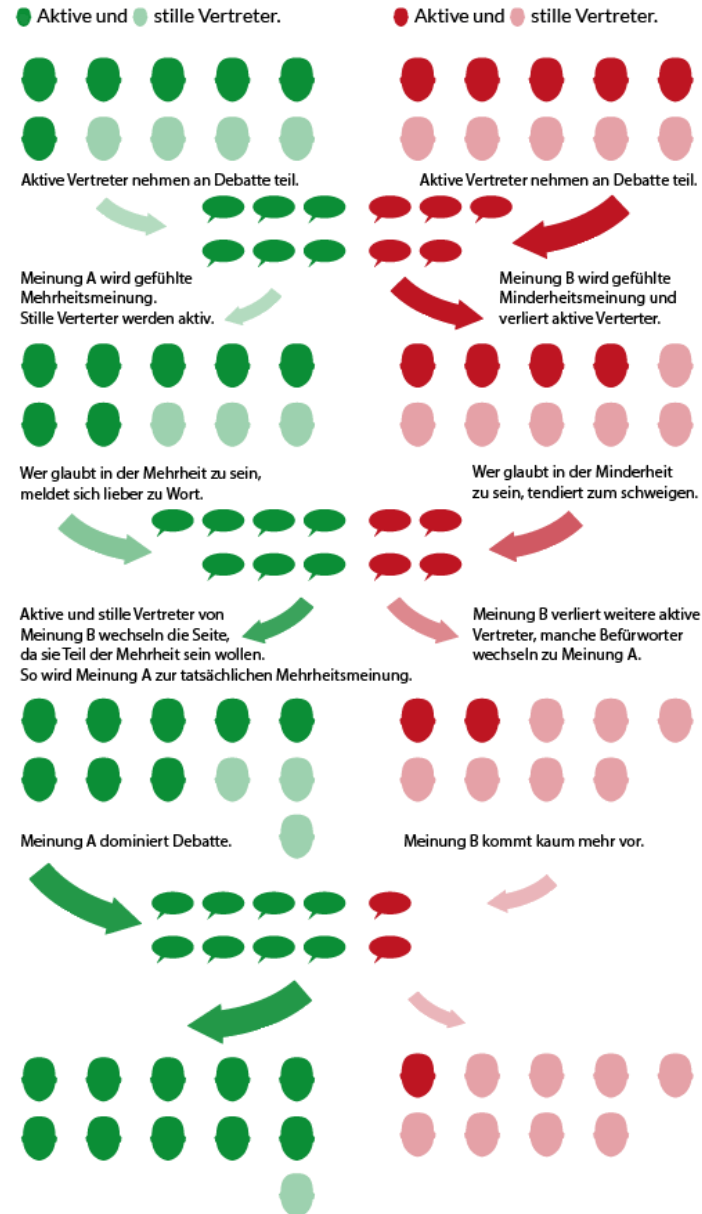 Aktive und stille Vertreter.
Aktive und stille Vertreter.
Aktive Vertreter nehmen an Debatte teil.
Aktive Vertreter nehmen an Debatte teil.
Meinung A wird gefühlte
Mehrheitsmeinung.
Stille Verterter werden aktiv.
Meinung B wird gefühlte
Minderheitsmeinung und
verliert aktive Verterter.
Wer glaubt in der Mehrheit zu sein,
meldet sich lieber zu Wort.
Wer glaubt in der Minderheit
zu sein, tendiert zum schweigen.
Aktive und stille Vertreter von
Meinung B wechseln die Seite,
da sie Teil der Mehrheit sein wollen.
So wird Meinung A zur tatsächlichen Mehrheitsmeinung.
Meinung B verliert weitere aktive
Vertreter, manche Befürworter
wechseln zu Meinung A.
Meinung A dominiert Debatte.
Meinung B kommt kaum mehr vor.